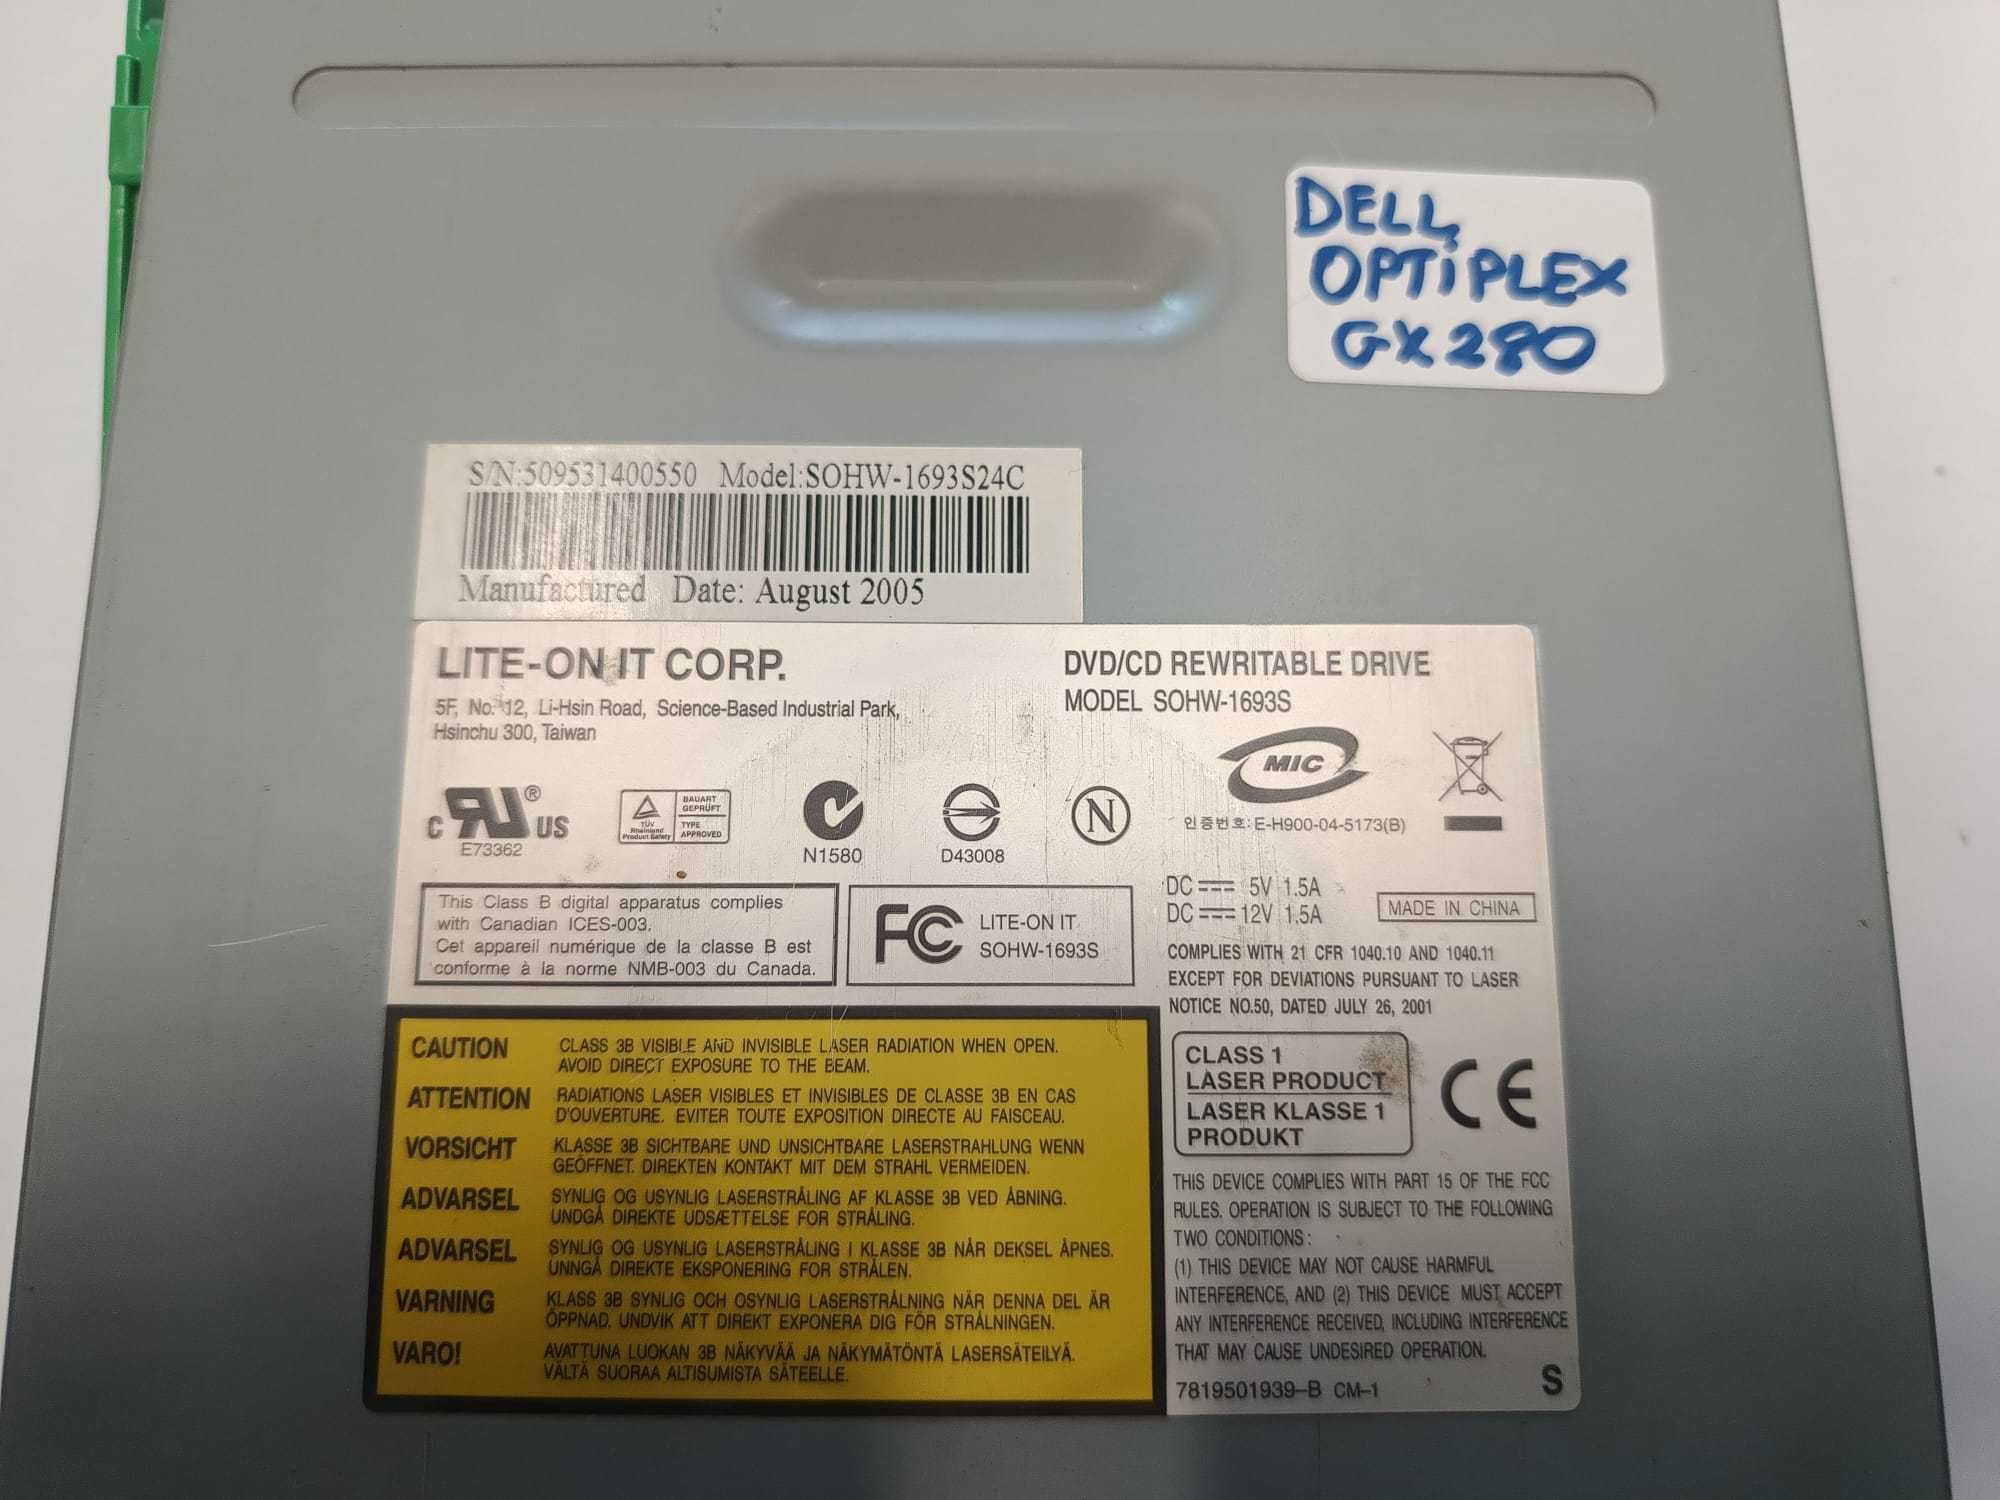 DELL
OPTiPLEX
GX280
S/N:509531400550 Model:SOHW-1693S24C
Manufactured Date: August 2005
LITE-ON IT CORP.
5F, No. 12, Li-Hsin Road, Science-Based Industrial Park,
Hsinchu 300, Taiwan
DVD/CD REWRITABLE DRIVE
MODEL SOHW-1693S
C RU ® US
E73362
TÜV
Rheinland
Product Safety
BAUART
GEPRÜFT
TYPE
APPROVED
N1580
D43008
N
MIC
인증번호: E-H900-04-5173(B)
This Class B digital apparatus complies
with Canadian ICES-003.
Cet appareil numérique de la classe B est
conforme à la norme NMB-003 du Canada.
FC LITE-ON IT
SOHW-1693S
DC 5V 1.5A
DC 12V 1.5A
MADE IN CHINA
COMPLIES WITH 21 CFR 1040.10 AND 1040.11
EXCEPT FOR DEVIATIONS PURSUANT TO LASER
NOTICE NO.50, DATED JULY 26, 2001
CLASS 1
LASER PRODUCT
LASER KLASSE 1
PRODUKT
CE
THIS DEVICE COMPLIES WITH PART 15 OF THE FCC
RULES. OPERATION IS SUBJECT TO THE FOLLOWING
TWO CONDITIONS:
(1) THIS DEVICE MAY NOT CAUSE HARMFUL
INTERFERENCE, AND (2) THIS DEVICE MUST ACCEPT
ANY INTERFERENCE RECEIVED, INCLUDING INTERFERENCE
THAT MAY CAUSE UNDESIRED OPERATION.
7819501939-B CM-1
S
CAUTION CLASS 3B VISIBLE AND INVISIBLE LASER RADIATION WHEN OPEN.
AVOID DIRECT EXPOSURE TO THE BEAM.
ATTENTION RADIATIONS LASER VISIBLES ET INVISIBLES DE CLASSE 3B EN CAS
D'OUVERTURE. EVITER TOUTE EXPOSITION DIRECTE AU FAISCEAU.
VORSICHT KLASSE 3B SICHTBARE UND UNSICHTBARE LASERSTRAHLUNG WENN
GEÖFFNET. DIREKTEN KONTAKT MIT DEM STRAHL VERMEIDEN.
ADVARSEL SYNLIG OG USYNLIG LASERSTRÅLING AF KLASSE 3B VED ÅBNING.
UNDGÅ DIREKTE UDSÆTTELSE FOR STRÅLING.
ADVARSEL SYNLIG OG USYNLIG LASERSTRÅLING I KLASSE 3B NÅR DEKSEL ÅPNES.
UNNGÅ DIREKTE EKSPONERING FOR STRÅLEN.
VARNING KLASS 3B SYNLIG OCH OSYNLIG LASERSTRÅLNING NÄR DENNA DEL ÄR
ÖPPNAD. UNDVIK ATT DIREKT EXPONERA DIG FÖR STRÅLNINGEN.
VARO! AVATTUNA LUOKAN 3B NÄKYVÄÄ JA NÄKYMÄTÖNTÄ LASERSÄTEILYÄ.
VÄLTÄ SUORAA ALTISUMISTA SÄTEELLE.